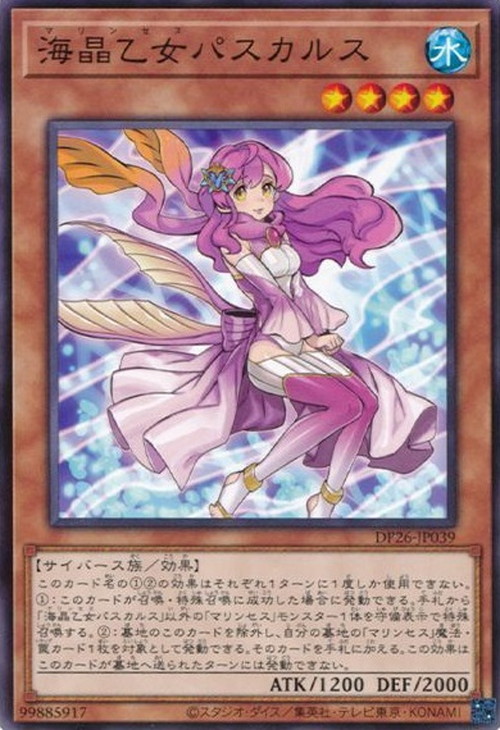 マリンセス
海晶乙女パスカルス
水
DP26-JP039
【サイバース族/効果】
このカード名の①②の効果はそれぞれ1ターンに1度しか使用できない。
①:このカードが召喚・特殊召喚に成功した場合に発動できる。手札から
「海晶乙女パスカルス」以外の「マリンセス」モンスター1体を守備表示で特殊
召喚する。②:墓地のこのカードを除外し、自分の墓地の「マリンセス」魔法・
罠カード1枚を対象として発動できる。そのカードを手札に加える。この効果は
このカードが墓地へ送られたターンには発動できない。
ATK/1200 DEF/2000
99885917 ©スタジオ・ダイス/集英社・テレビ東京・KONAMI